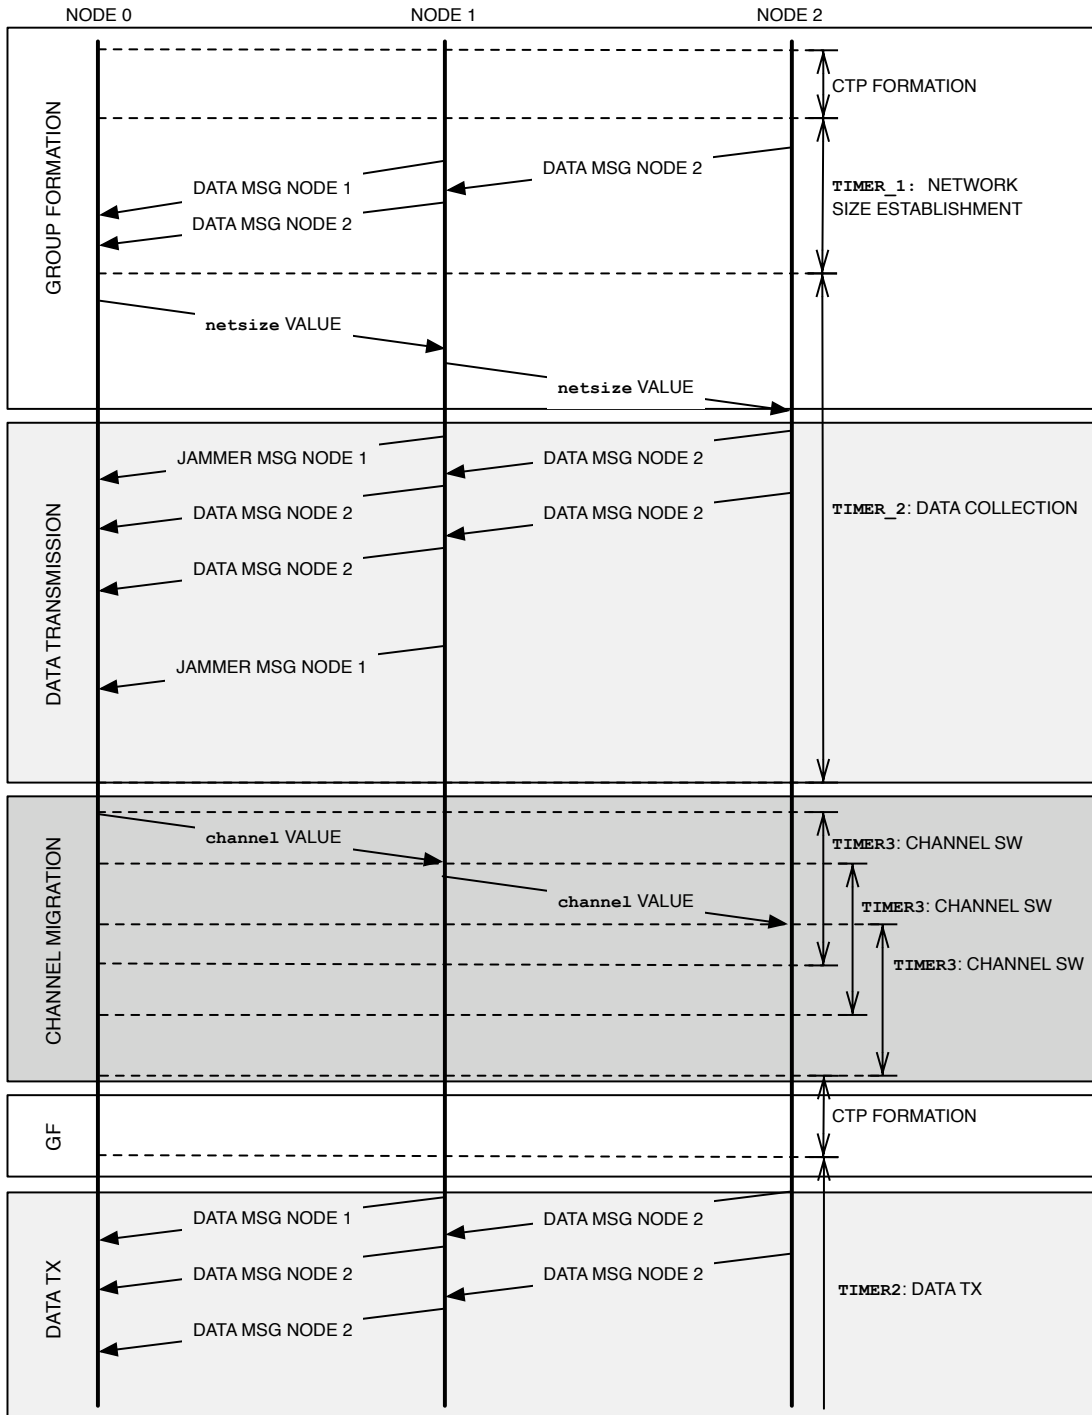 NODE 0
NODE 1
NODE 2
GROUP FORMATION
CTP FORMATION
DATA MSG NODE 2
DATA MSG NODE 1
DATA MSG NODE 2
TIMER_1: NETWORK
SIZE ESTABLISHMENT
netsize VALUE
netsize VALUE
DATA TRANSMISSION
JAMMER MSG NODE 1
DATA MSG NODE 2
DATA MSG NODE 2
DATA MSG NODE 2
TIMER_2: DATA COLLECTION
DATA MSG NODE 2
JAMMER MSG NODE 1
CHANNEL MIGRATION
channel VALUE
TIMER3: CHANNEL SW
channel VALUE
TIMER3: CHANNEL SW
TIMER3: CHANNEL SW
GF
CTP FORMATION
DATA TX
DATA MSG NODE 1
DATA MSG NODE 2
DATA MSG NODE 2
DATA MSG NODE 2
TIMER2: DATA TX
DATA MSG NODE 2